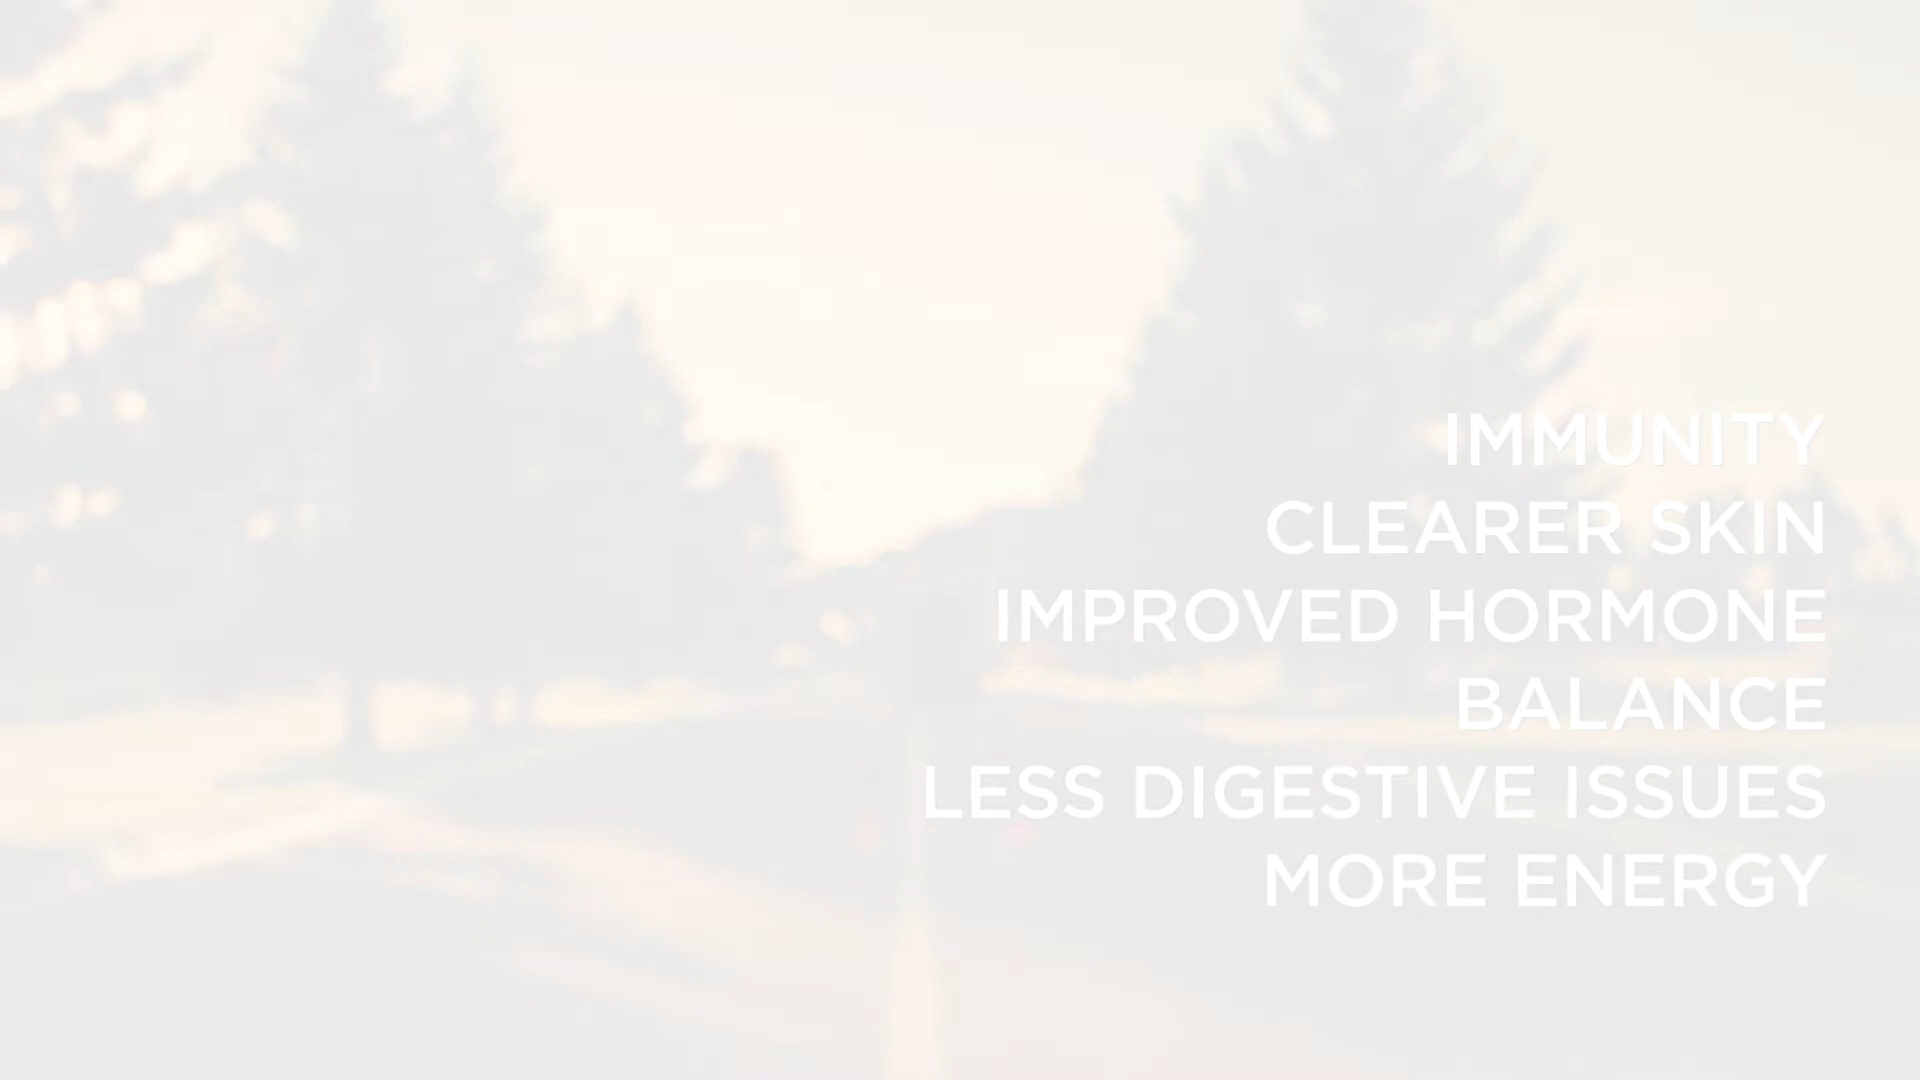 IMMUNITY
CLEARER SKIN
IMPROVED HORMONE
BALANCE
LESS DIGESTIVE ISSUES
MORE ENERGY